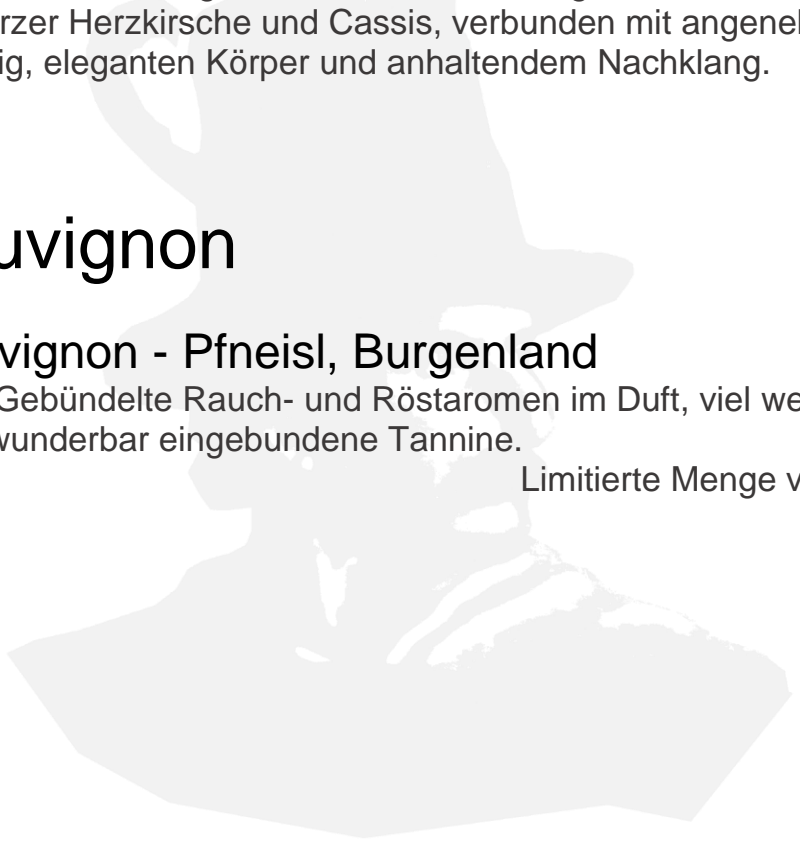 rzer Herzkirsche und Cassis, verbunden mit angenel
ig, eleganten Körper und anhaltendem Nachklang.
uvignon
vignon - Pfneisl, Burgenland
Gebündelte Rauch- und Röstaromen im Duft, viel we
wunderbar eingebundene Tannine.
Limitierte Menge v